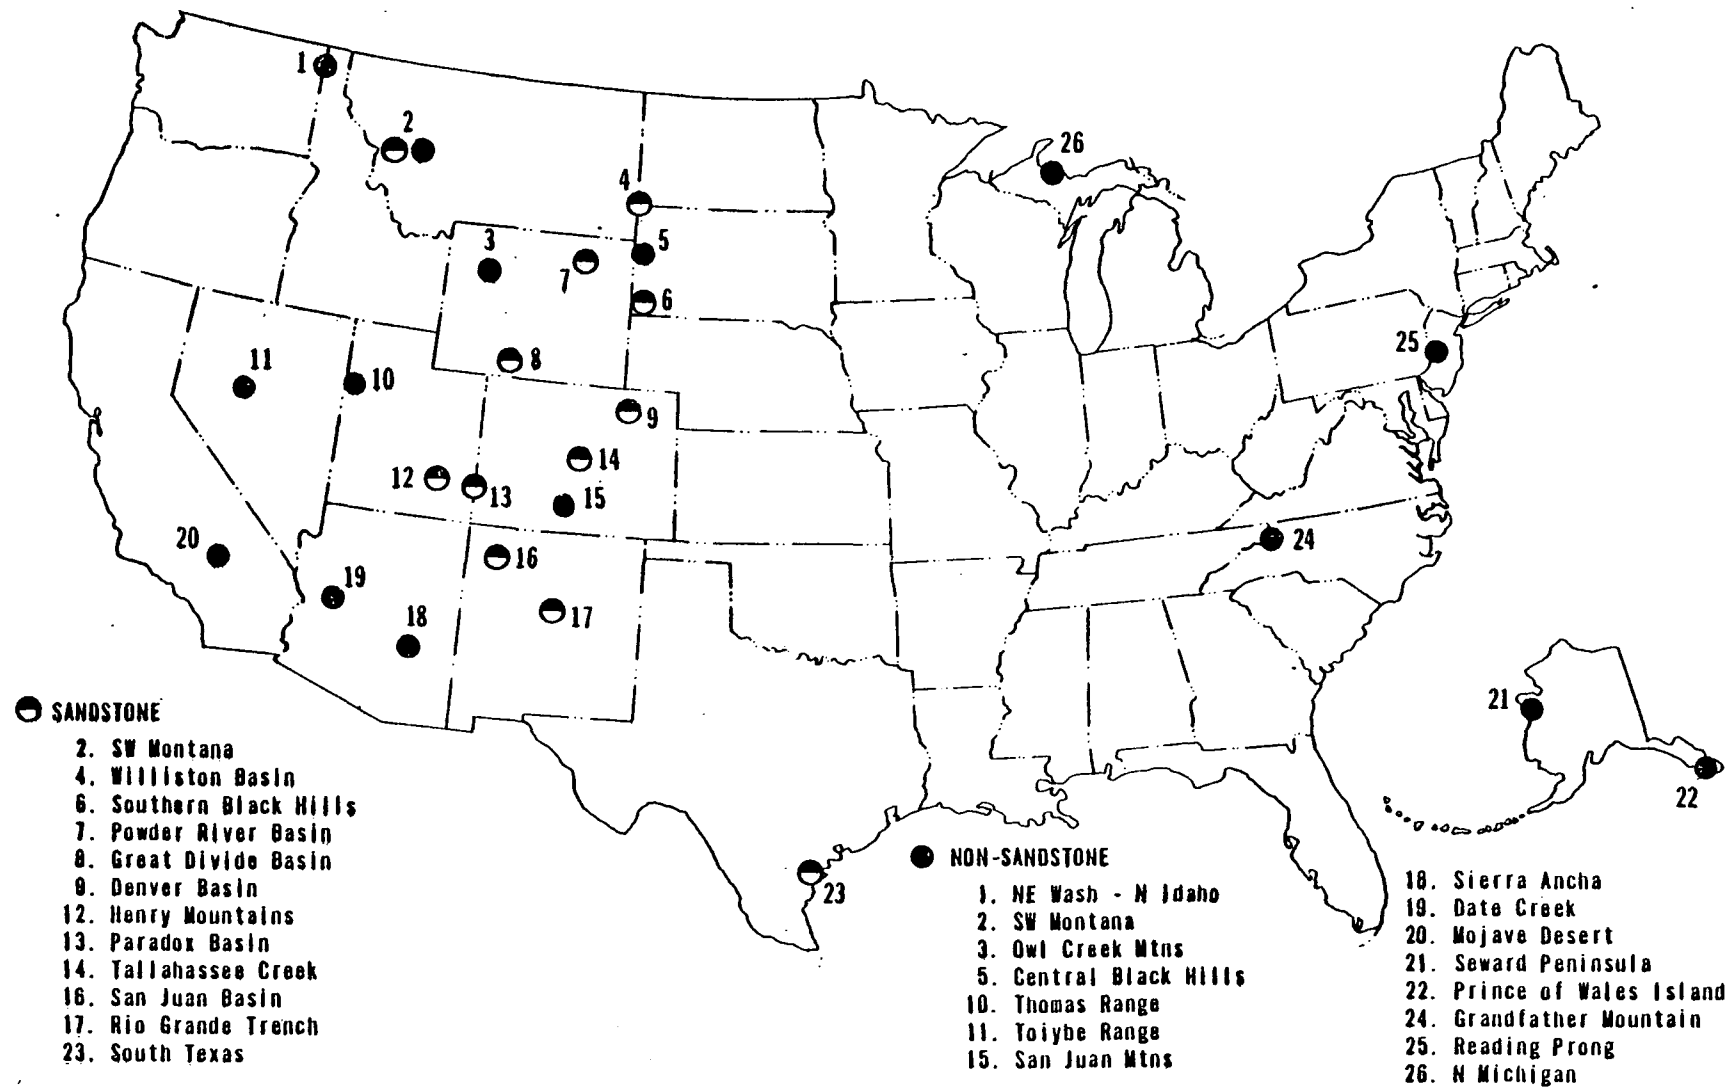 1
2
26
4
3
5
7
6
11
10
8
25
9
12
14
13
15
20
16
24
19
18
17
21
22
23
SANDSTONE
2. SW Montana
4. Williston Basin
6. Southern Black Hills
7. Powder River Basin
8. Great Divide Basin
9. Denver Basin
12. Henry Mountains
13. Paradox Basin
14. Tallahassee Creek
16. San Juan Basin
17. Rio Grande Trench
23. South Texas
NON-SANDSTONE
1. NE Wash - N Idaho
2. SW Montana
3. Owl Creek Mtns
5. Central Black Hills
10. Thomas Range
11. Toiybe Range
15. San Juan Mtns
18. Sierra Ancha
19. Date Creek
20. Mojave Desert
21. Seward Peninsula
22. Prince of Wales Island
24. Grandfather Mountain
25. Reading Prong
26. N Michigan